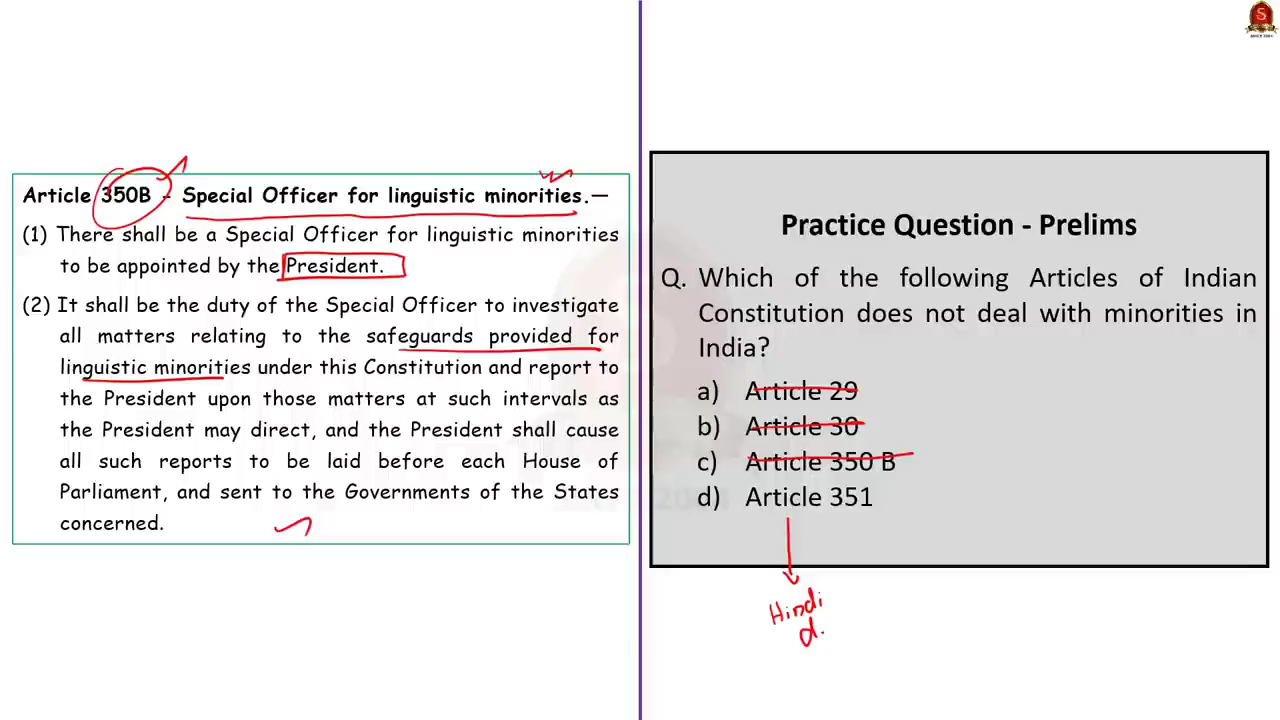 Article 350B - Special Officer for linguistic minorities.—
(1) There shall be a Special Officer for linguistic minorities
to be appointed by the President.
(2) It shall be the duty of the Special Officer to investigate
all matters relating to the safeguards provided for
linguistic minorities under this Constitution and report to
the President upon those matters at such intervals as
the President may direct, and the President shall cause
all such reports to be laid before each House of
Parliament, and sent to the Governments of the States
concerned.
Practice Question - Prelims
Q. Which of the following Articles of Indian
Constitution does not deal with minorities in
India?
a) Article 29
b) Article 30
c) Article 350 B
d) Article 351
Hindi
d.